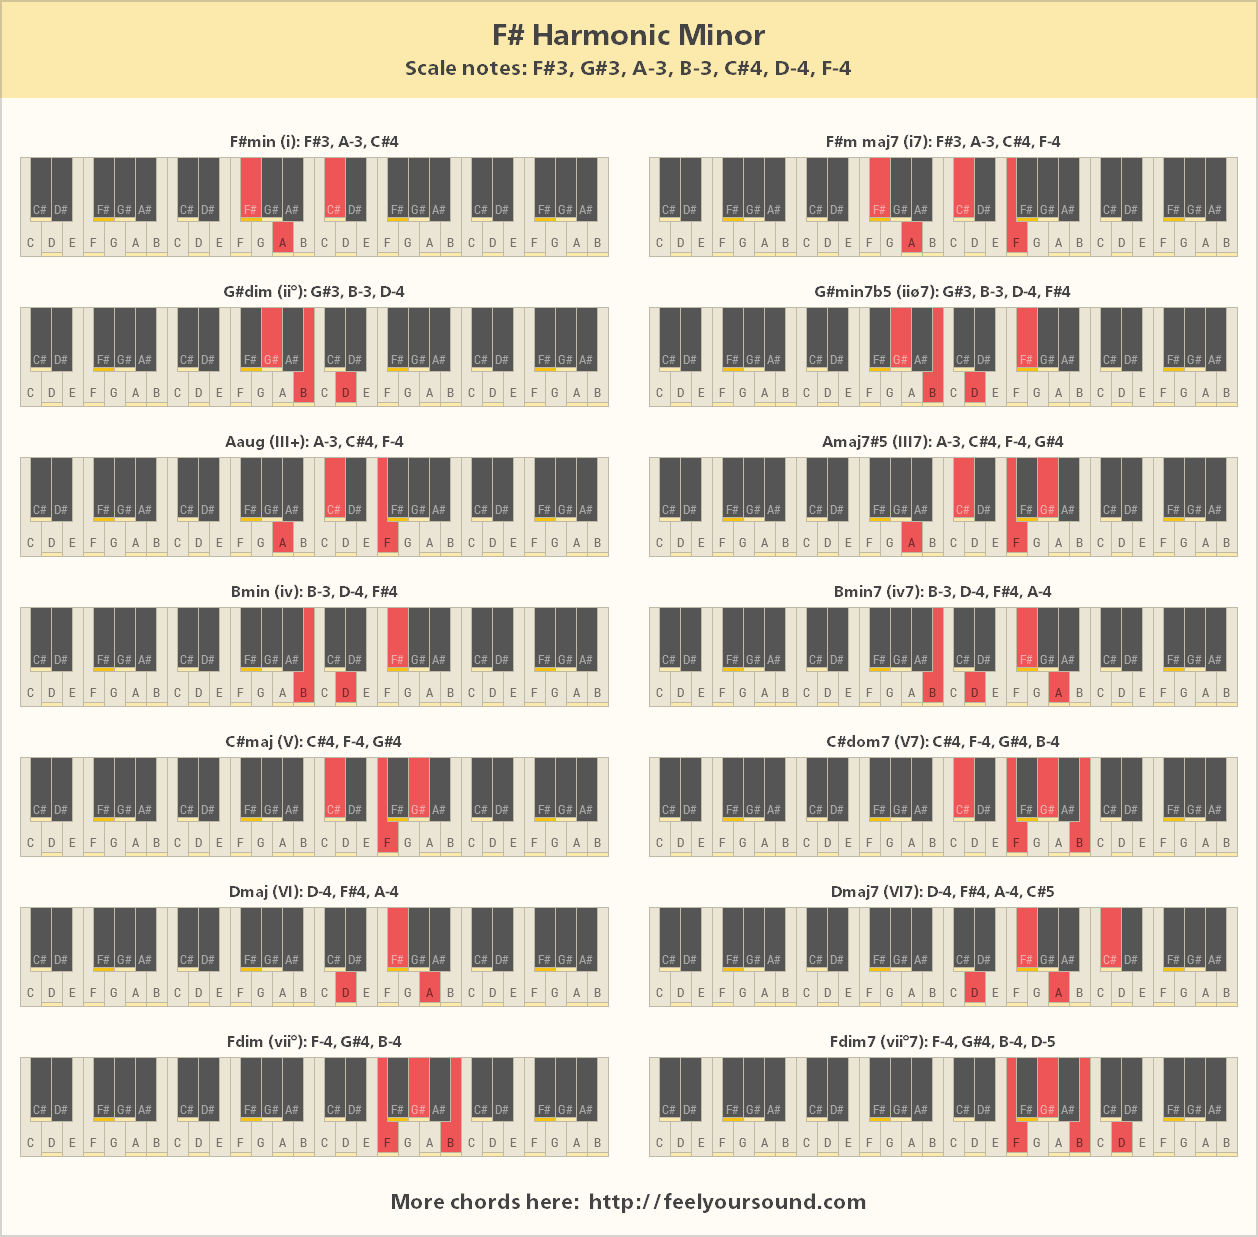 F# Harmonic Minor
Scale notes: F#3, G#3, A-3, B-3, C#4, D-4, F-4
F#min (i): F#3, A-3, C#4
C# D# F# G# A# C# D# F# G# A# C# D# F# G# A# C# D# F# G# A#
C D E F G A B C D E F G A B C D E F G A B C D E F G A B
F#m maj7 (i7): F#3, A-3, C#4, F-4
C# D# F# G# A# C# D# F# G# A# C# D# F# G# A# C# D# F# G# A#
C D E F G A B C D E F G A B C D E F G A B C D E F G A B
G#dim (ii°): G#3, B-3, D-4
C# D# F# G# A# C# D# F# G# A# C# D# F# G# A# C# D# F# G# A#
C D E F G A B C D E F G A B C D E F G A B C D E F G A B
G#min7b5 (iiø7): G#3, B-3, D-4, F#4
C# D# F# G# A# C# D# F# G# A# C# D# F# G# A# C# D# F# G# A#
C D E F G A B C D E F G A B C D E F G A B C D E F G A B
Aaug (III+): A-3, C#4, F-4
C# D# F# G# A# C# D# F# G# A# C# D# F# G# A# C# D# F# G# A#
C D E F G A B C D E F G A B C D E F G A B C D E F G A B
Amaj7#5 (III7): A-3, C#4, F-4, G#4
C# D# F# G# A# C# D# F# G# A# C# D# F# G# A# C# D# F# G# A#
C D E F G A B C D E F G A B C D E F G A B C D E F G A B
Bmin (iv): B-3, D-4, F#4
C# D# F# G# A# C# D# F# G# A# C# D# F# G# A# C# D# F# G# A#
C D E F G A B C D E F G A B C D E F G A B C D E F G A B
Bmin7 (iv7): B-3, D-4, F#4, A-4
C# D# F# G# A# C# D# F# G# A# C# D# F# G# A# C# D# F# G# A#
C D E F G A B C D E F G A B C D E F G A B C D E F G A B
C#maj (V): C#4, F-4, G#4
C# D# F# G# A# C# D# F# G# A# C# D# F# G# A# C# D# F# G# A#
C D E F G A B C D E F G A B C D E F G A B C D E F G A B
C#dom7 (V7): C#4, F-4, G#4, B-4
C# D# F# G# A# C# D# F# G# A# C# D# F# G# A# C# D# F# G# A#
C D E F G A B C D E F G A B C D E F G A B C D E F G A B
Dmaj (VI): D-4, F#4, A-4
C# D# F# G# A# C# D# F# G# A# C# D# F# G# A# C# D# F# G# A#
C D E F G A B C D E F G A B C D E F G A B C D E F G A B
Dmaj7 (VI7): D-4, F#4, A-4, C#5
C# D# F# G# A# C# D# F# G# A# C# D# F# G# A# C# D# F# G# A#
C D E F G A B C D E F G A B C D E F G A B C D E F G A B
Fdim (vii°): F-4, G#4, B-4
C# D# F# G# A# C# D# F# G# A# C# D# F# G# A# C# D# F# G# A#
C D E F G A B C D E F G A B C D E F G A B C D E F G A B
Fdim7 (vii°7): F-4, G#4, B-4, D-5
C# D# F# G# A# C# D# F# G# A# C# D# F# G# A# C# D# F# G# A#
C D E F G A B C D E F G A B C D E F G A B C D E F G A B
More chords here: http://feelyoursound.com